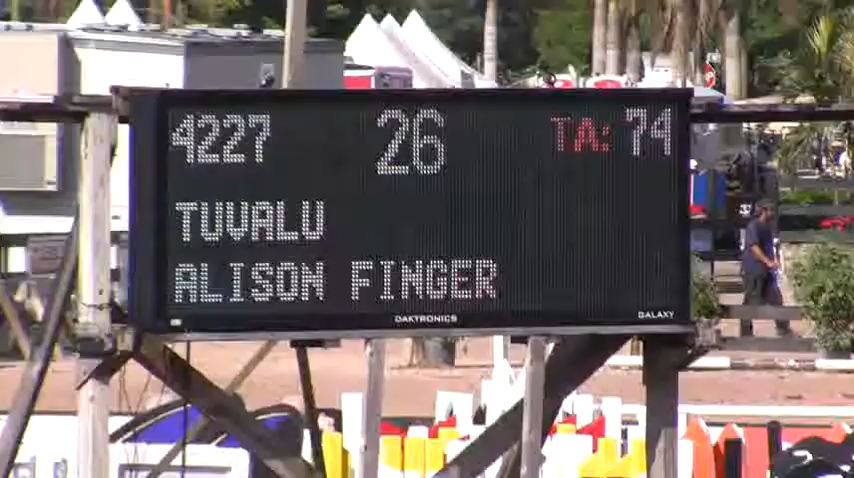 4227 26 TA: 74
TUVALU
ALISON FINGER
DAKTRONICS GALAXY